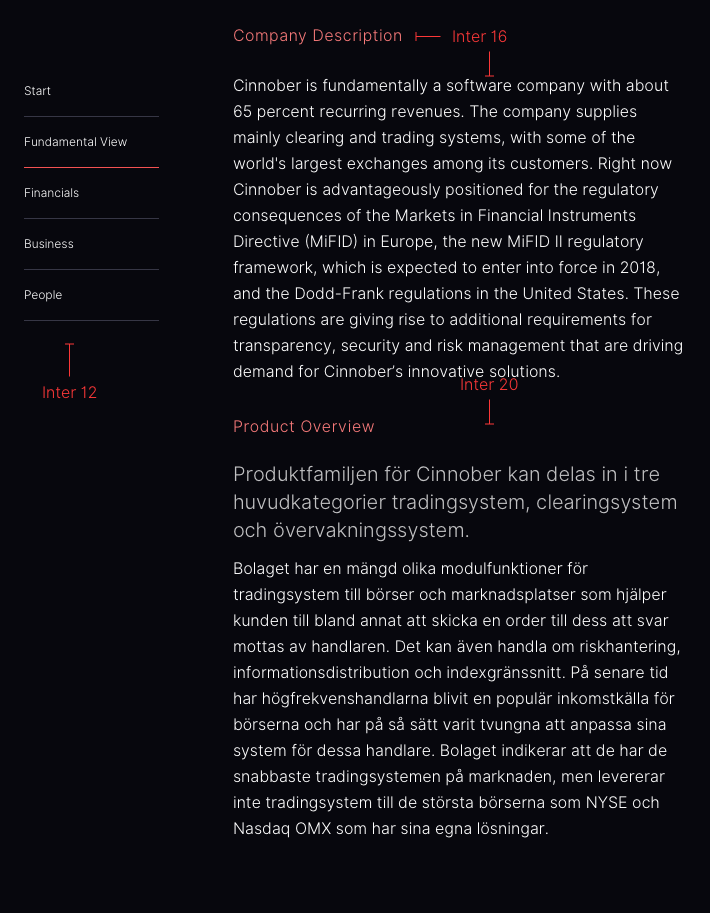 Company Description
Inter 16
Start
Fundamental View
Financials
Business
People
Inter 12
Cinnober is fundamentally a software company with about
65 percent recurring revenues. The company supplies
mainly clearing and trading systems, with some of the
world's largest exchanges among its customers. Right now
Cinnober is advantageously positioned for the regulatory
consequences of the Markets in Financial Instruments
Directive (MiFID) in Europe, the new MiFID II regulatory
framework, which is expected to enter into force in 2018,
and the Dodd-Frank regulations in the United States. These
regulations are giving rise to additional requirements for
transparency, security and risk management that are driving
demand for Cinnober’s innovative solutions.
Inter 20
Product Overview
Produktfamiljen för Cinnober kan delas in i tre
huvudkategorier tradingsystem, clearingsystem
och övervakningssystem.
Bolaget har en mängd olika modulfunktioner för
tradingsystem till börser och marknadsplatser som hjälper
kunden till bland annat att skicka en order till dess att svar
mottas av handlaren. Det kan även handla om riskhantering,
informationsdistribution och indexgränssnitt. På senare tid
har högfrekvenshandlarna blivit en populär inkomstkälla för
börserna och har på så sätt varit tvungna att anpassa sina
system för dessa handlare. Bolaget indikerar att de har de
snabbaste tradingsystemen på marknaden, men levererar
inte tradingsystem till de största börserna som NYSE och
Nasdaq OMX som har sina egna lösningar.